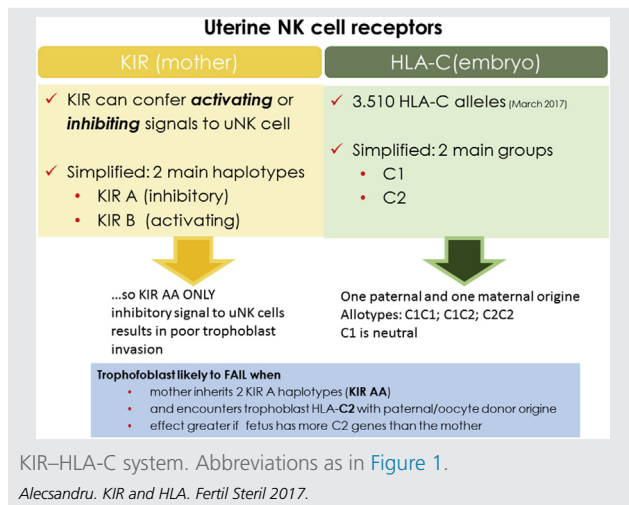 Uterine NK cell receptors
KIR (mother)
HLA-C(embryo)
✓ KIR can confer activating or
inhibiting signals to uNK cell
✓ Simplified: 2 main haplotypes
• KIR A (inhibitory)
• KIR B (activating)
✓ 3.510 HLA-C alleles (March 2017)
✓ Simplified: 2 main groups
• C1
• C2
...so KIR AA ONLY
inhibitory signal to uNK cells
results in poor trophoblast
invasion
One paternal and one maternal origine
Allotypes: C1C1; C1C2; C2C2
C1 is neutral
Trophofoblast likely to FAIL when
• mother inherits 2 KIR A haplotypes (KIR AA)
• and encounters trophoblast HLA-C2 with paternal/oocyte donor origine
• effect greater if fetus has more C2 genes than the mother
KIR–HLA-C system. Abbreviations as in Figure 1.
Alecsandru. KIR and HLA. Fertil Steril 2017.